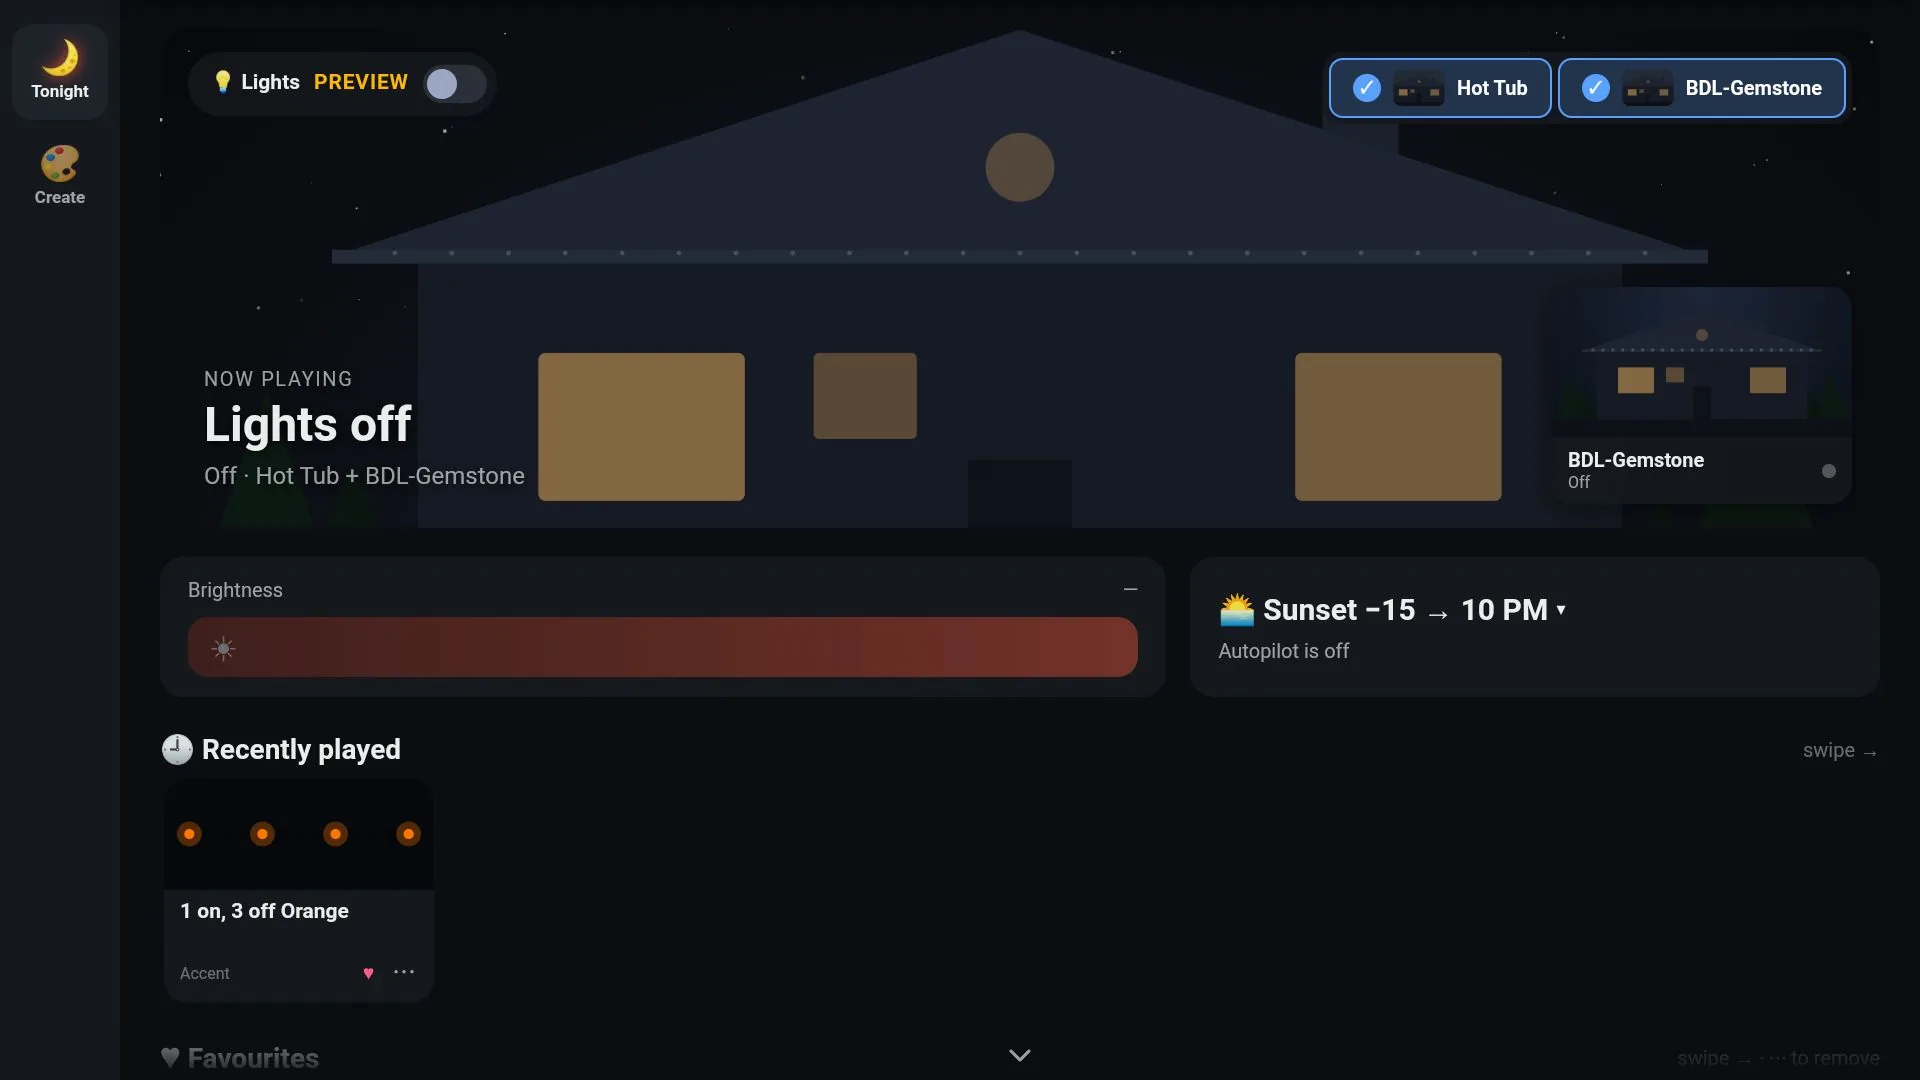 Tonight
Create
Lights PREVIEW
Hot Tub
BDL-Gemstone
NOW PLAYING
Lights off
Off · Hot Tub + BDL-Gemstone
BDL-Gemstone
Off
Brightness –
Sunset −15 → 10 PM ▾
Autopilot is off
Recently played
swipe →
1 on, 3 off Orange
Accent ♥ ···
♥ Favourites
swipe → · ··· to remove